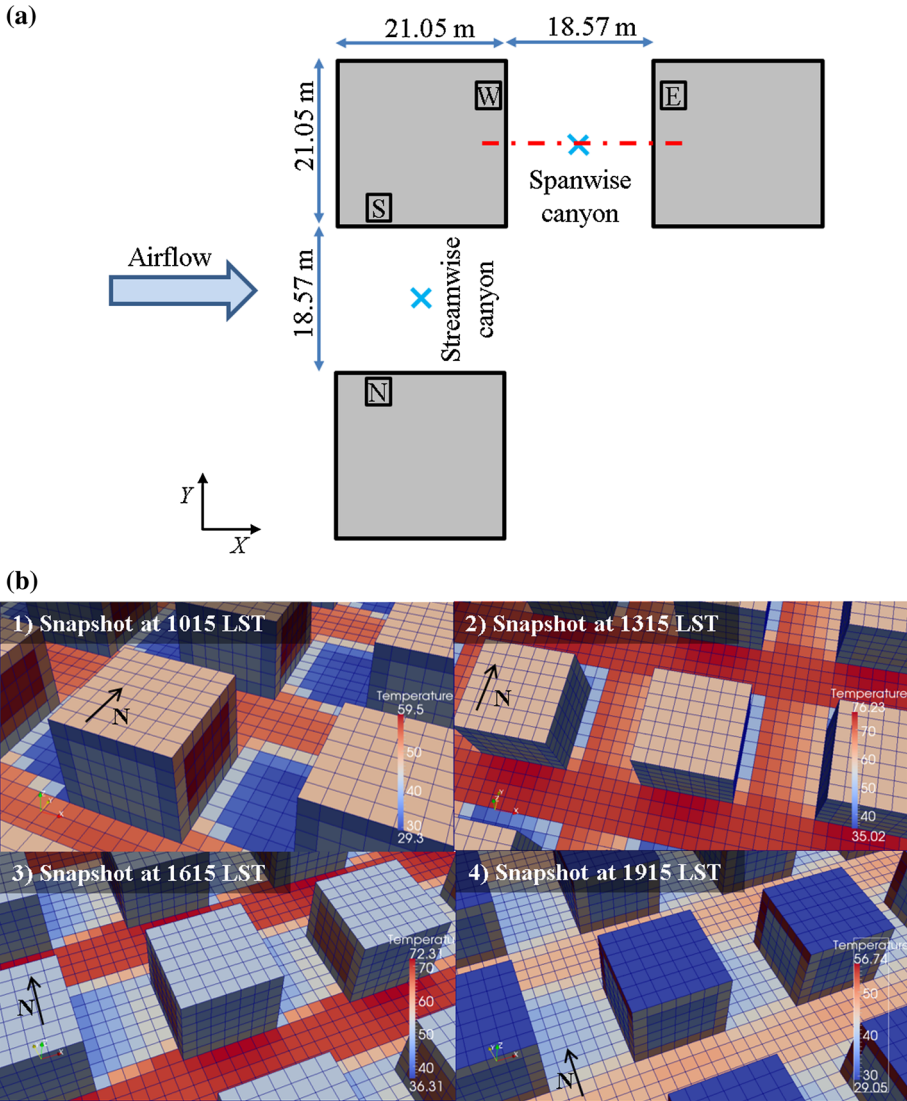 (a)
21.05 m
18.57 m
21.05 m
W
E
Spanwise
canyon
S
Airflow
18.57 m
Streamwise
canyon
N
Y
X
(b)
1) Snapshot at 1015 LST
N
Temperature
59.5
50
40
30
29.3
2) Snapshot at 1315 LST
N
Temperature
76.23
70
60
50
40
35.02
3) Snapshot at 1615 LST
N
Temperature
72.31
70
60
50
40
36.31
4) Snapshot at 1915 LST
N
Temperature
56.74
50
40
30
29.05